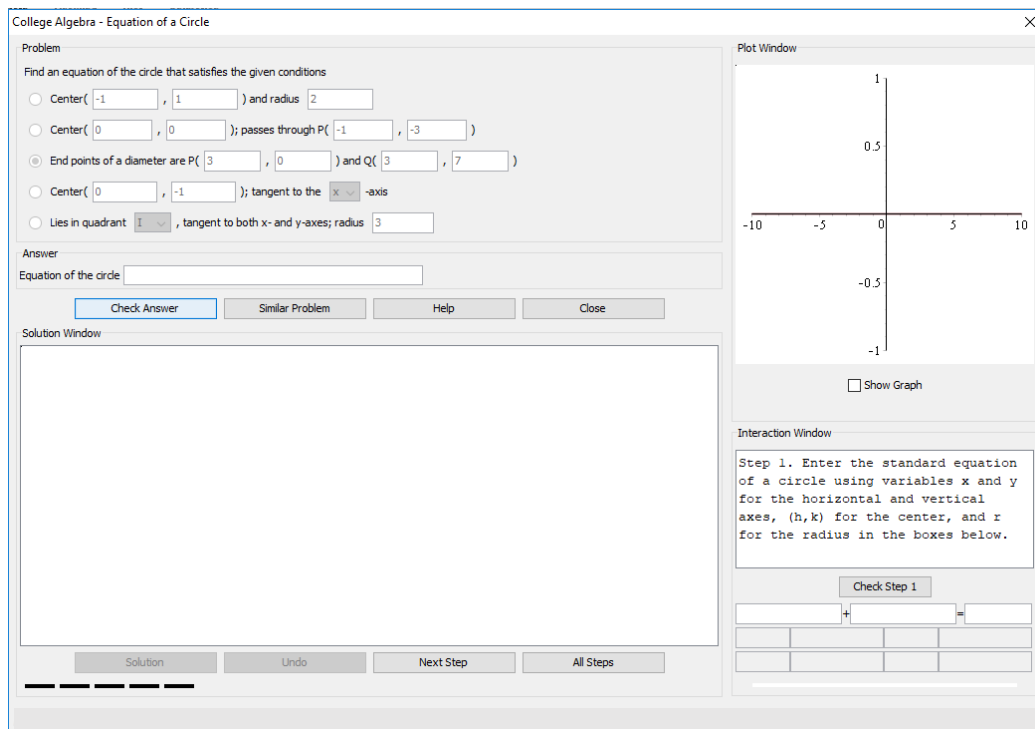 College Algebra - Equation of a Circle
Problem
Find an equation of the circle that satisfies the given conditions
Center( -1 , 1 ) and radius 2
Center( 0 , 0 ); passes through P( -1 , -3 )
End points of a diameter are P( 3 , 0 ) and Q( 3 , 7 )
Center( 0 , -1 ); tangent to the x -axis
Lies in quadrant I , tangent to both x- and y-axes; radius 3
Answer
Equation of the circle
Check Answer Similar Problem Help Close
Solution Window
Solution Undo Next Step All Steps
Plot Window
1
0.5
-10 -5 0 5 10
-0.5
-1
Show Graph
Interaction Window
Step 1. Enter the standard equation
of a circle using variables x and y
for the horizontal and vertical
axes, (h,k) for the center, and r
for the radius in the boxes below.
Check Step 1
+ =